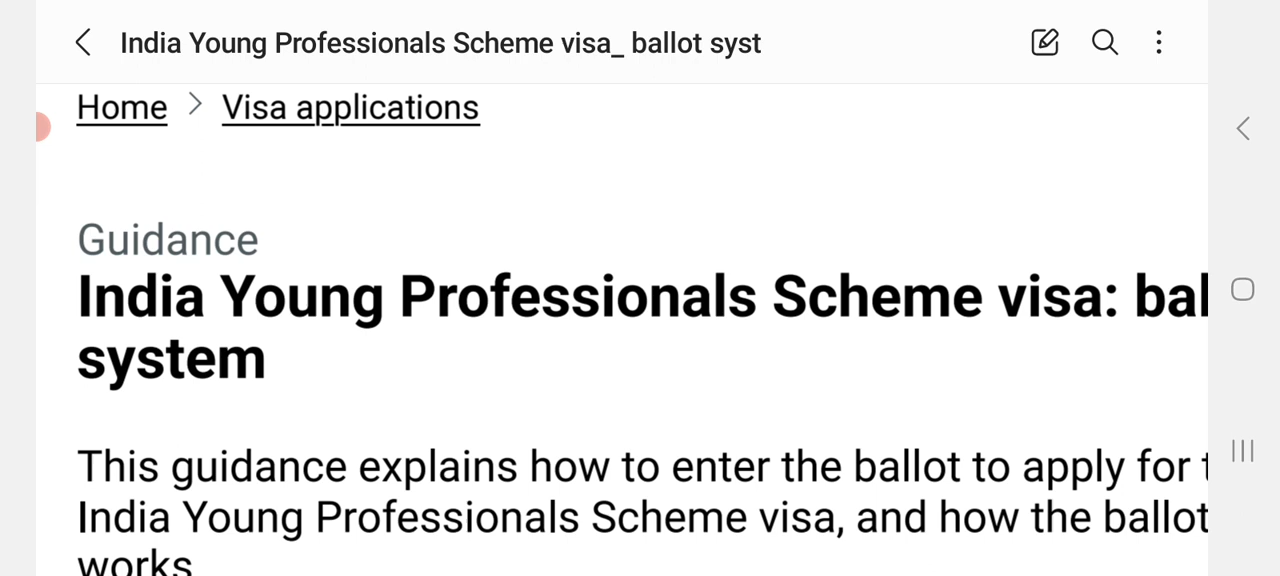 India Young Professionals Scheme visa_ ballot syst
Home > Visa applications
Guidance
India Young Professionals Scheme visa: bal
system
This guidance explains how to enter the ballot to apply for t
India Young Professionals Scheme visa, and how the ballot
works